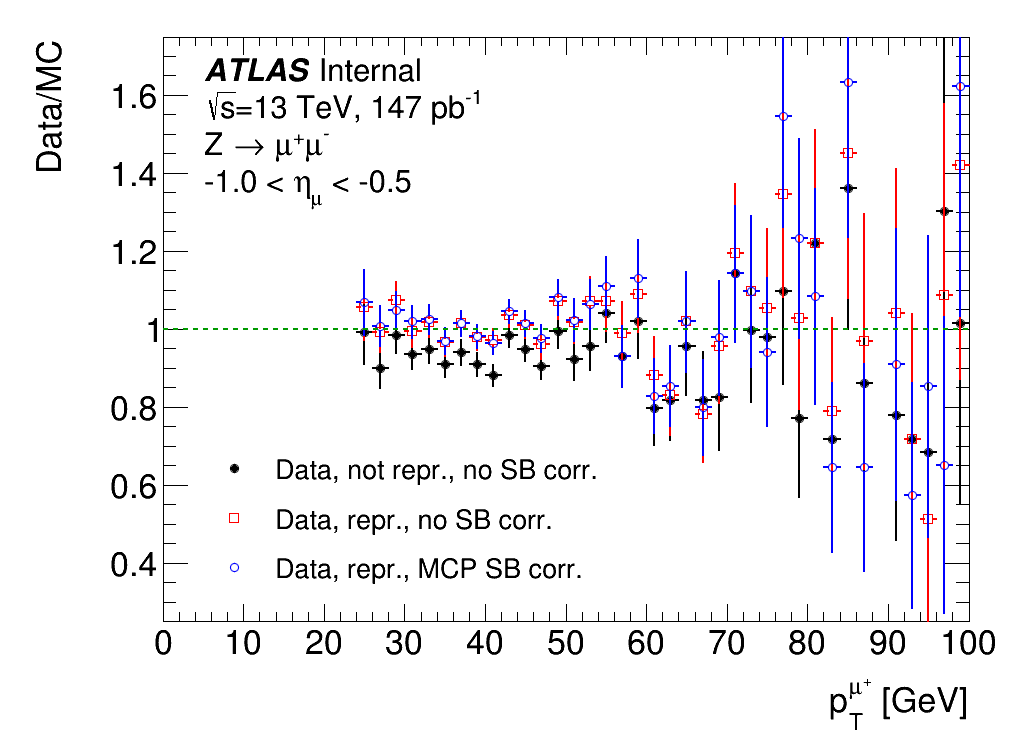 Data/MC
ATLAS Internal
√s=13 TeV, 147 pb⁻¹
Z → μ⁺μ⁻
-1.0 < η_μ < -0.5
1.6
1.4
1.2
1
0.8
0.6
0.4
Data, not repr., no SB corr.
Data, repr., no SB corr.
Data, repr., MCP SB corr.
0 10 20 30 40 50 60 70 80 90 100
p_T^μ⁺ [GeV]